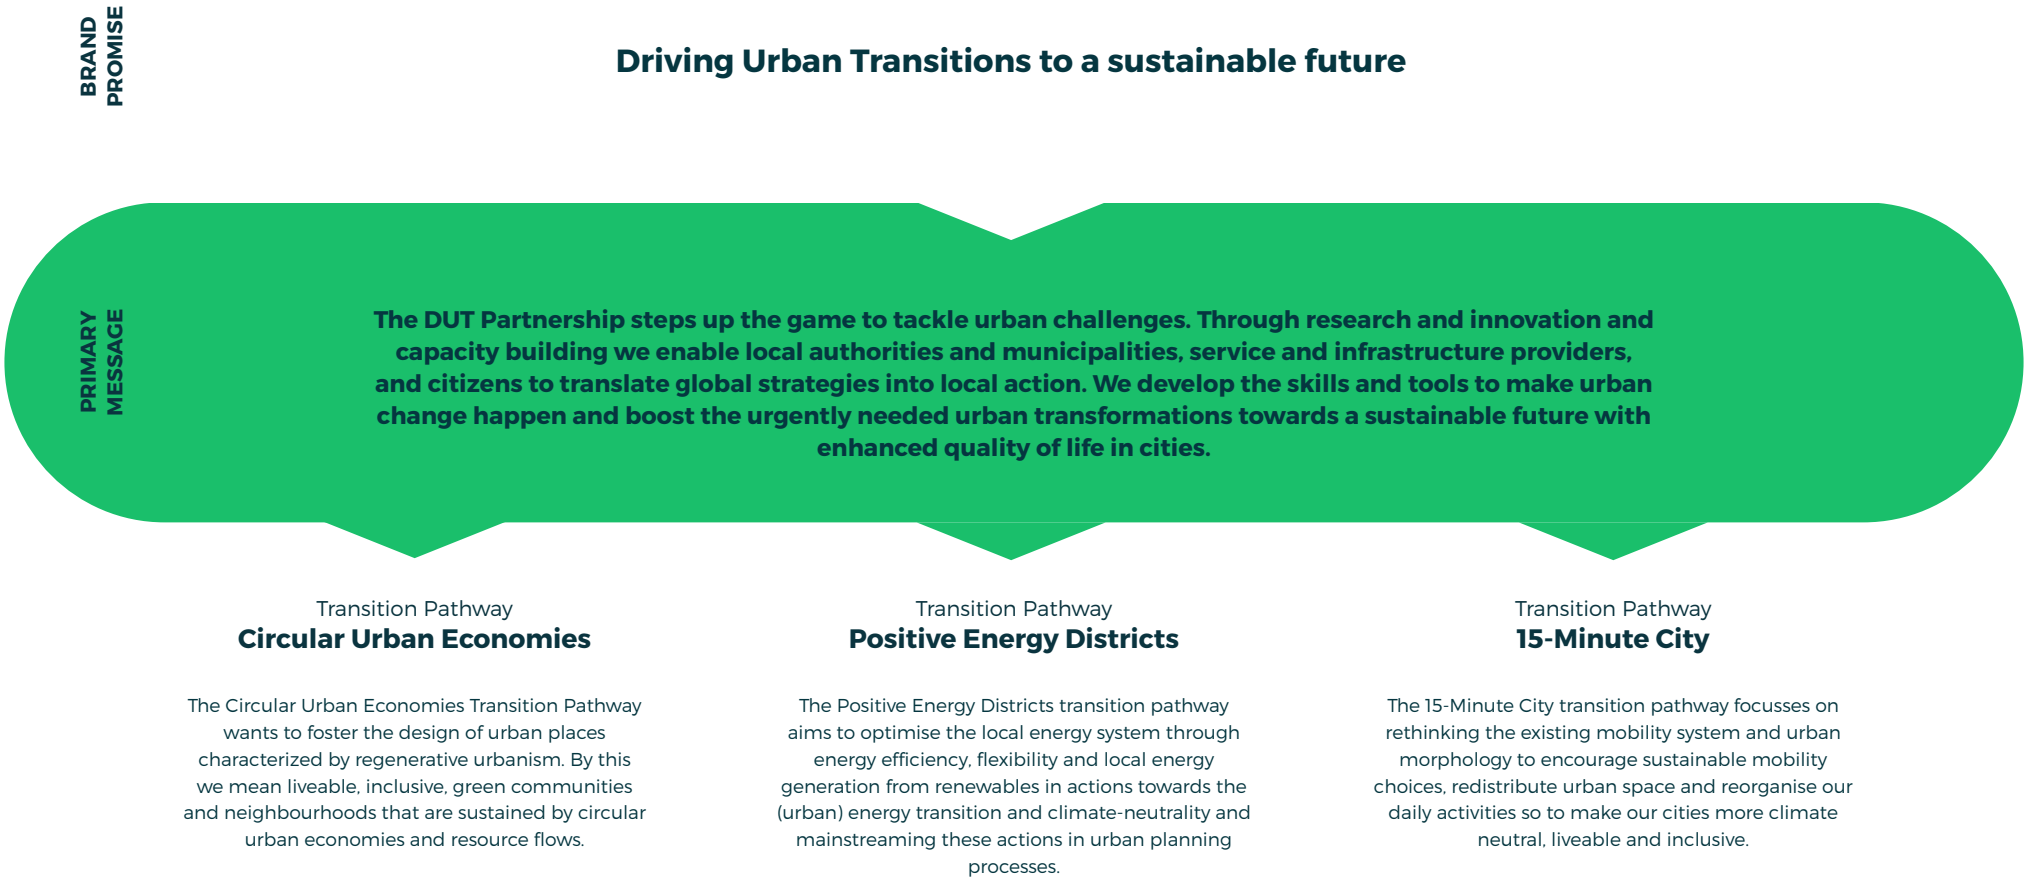 BRAND
PROMISE
Driving Urban Transitions to a sustainable future
PRIMARY
MESSAGE
The DUT Partnership steps up the game to tackle urban challenges. Through research and innovation and
capacity building we enable local authorities and municipalities, service and infrastructure providers,
and citizens to translate global strategies into local action. We develop the skills and tools to make urban
change happen and boost the urgently needed urban transformations towards a sustainable future with
enhanced quality of life in cities.
Transition Pathway
Circular Urban Economies
The Circular Urban Economies Transition Pathway
wants to foster the design of urban places
characterized by regenerative urbanism. By this
we mean liveable, inclusive, green communities
and neighbourhoods that are sustained by circular
urban economies and resource flows.
Transition Pathway
Positive Energy Districts
The Positive Energy Districts transition pathway
aims to optimise the local energy system through
energy efficiency, flexibility and local energy
generation from renewables in actions towards the
(urban) energy transition and climate-neutrality and
mainstreaming these actions in urban planning
processes.
Transition Pathway
15-Minute City
The 15-Minute City transition pathway focusses on
rethinking the existing mobility system and urban
morphology to encourage sustainable mobility
choices, redistribute urban space and reorganise our
daily activities so to make our cities more climate
neutral, liveable and inclusive.